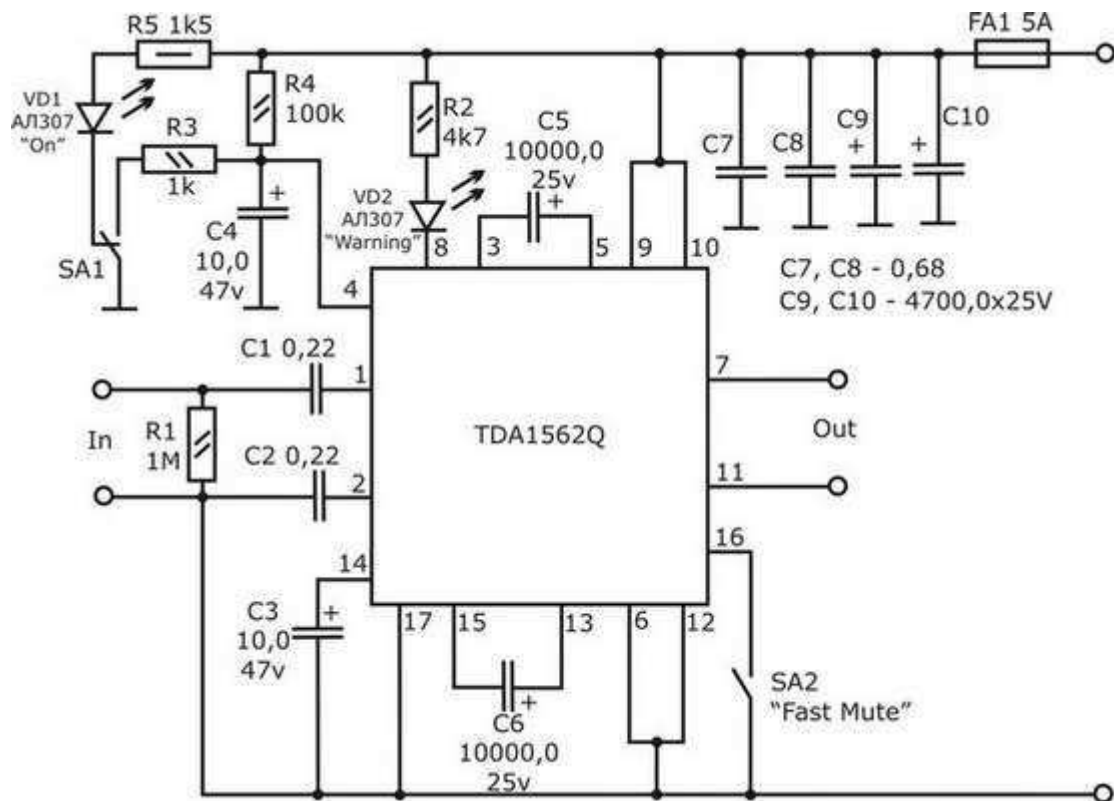 R5 1k5
FA1 5A
VD1
АЛ307
“On”
R4
100k
R3
1k
R2
4k7
C5
10000,0
25v
C7
C8
C9
C10
+
+
+
+
VD2
АЛ307
“Warning”
C4
10,0
47v
SA1
8
3
5
9
10
C7, C8 - 0,68
C9, C10 - 4700,0x25V
4
C1 0,22
1
7
In
R1
1M
TDA1562Q
Out
C2 0,22
2
11
16
14
C3
10,0
47v
+
17
15
13
6
12
+
C6
10000,0
25v
SA2
“Fast Mute”